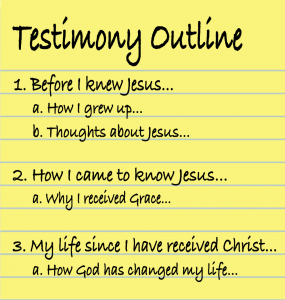 Testimony Outline
1. Before I knew Jesus...
a. How I grew up...
b. Thoughts about Jesus...
2. How I came to know Jesus...
a. Why I received Grace...
3. My life since I have received Christ...
a. How God has changed my life...